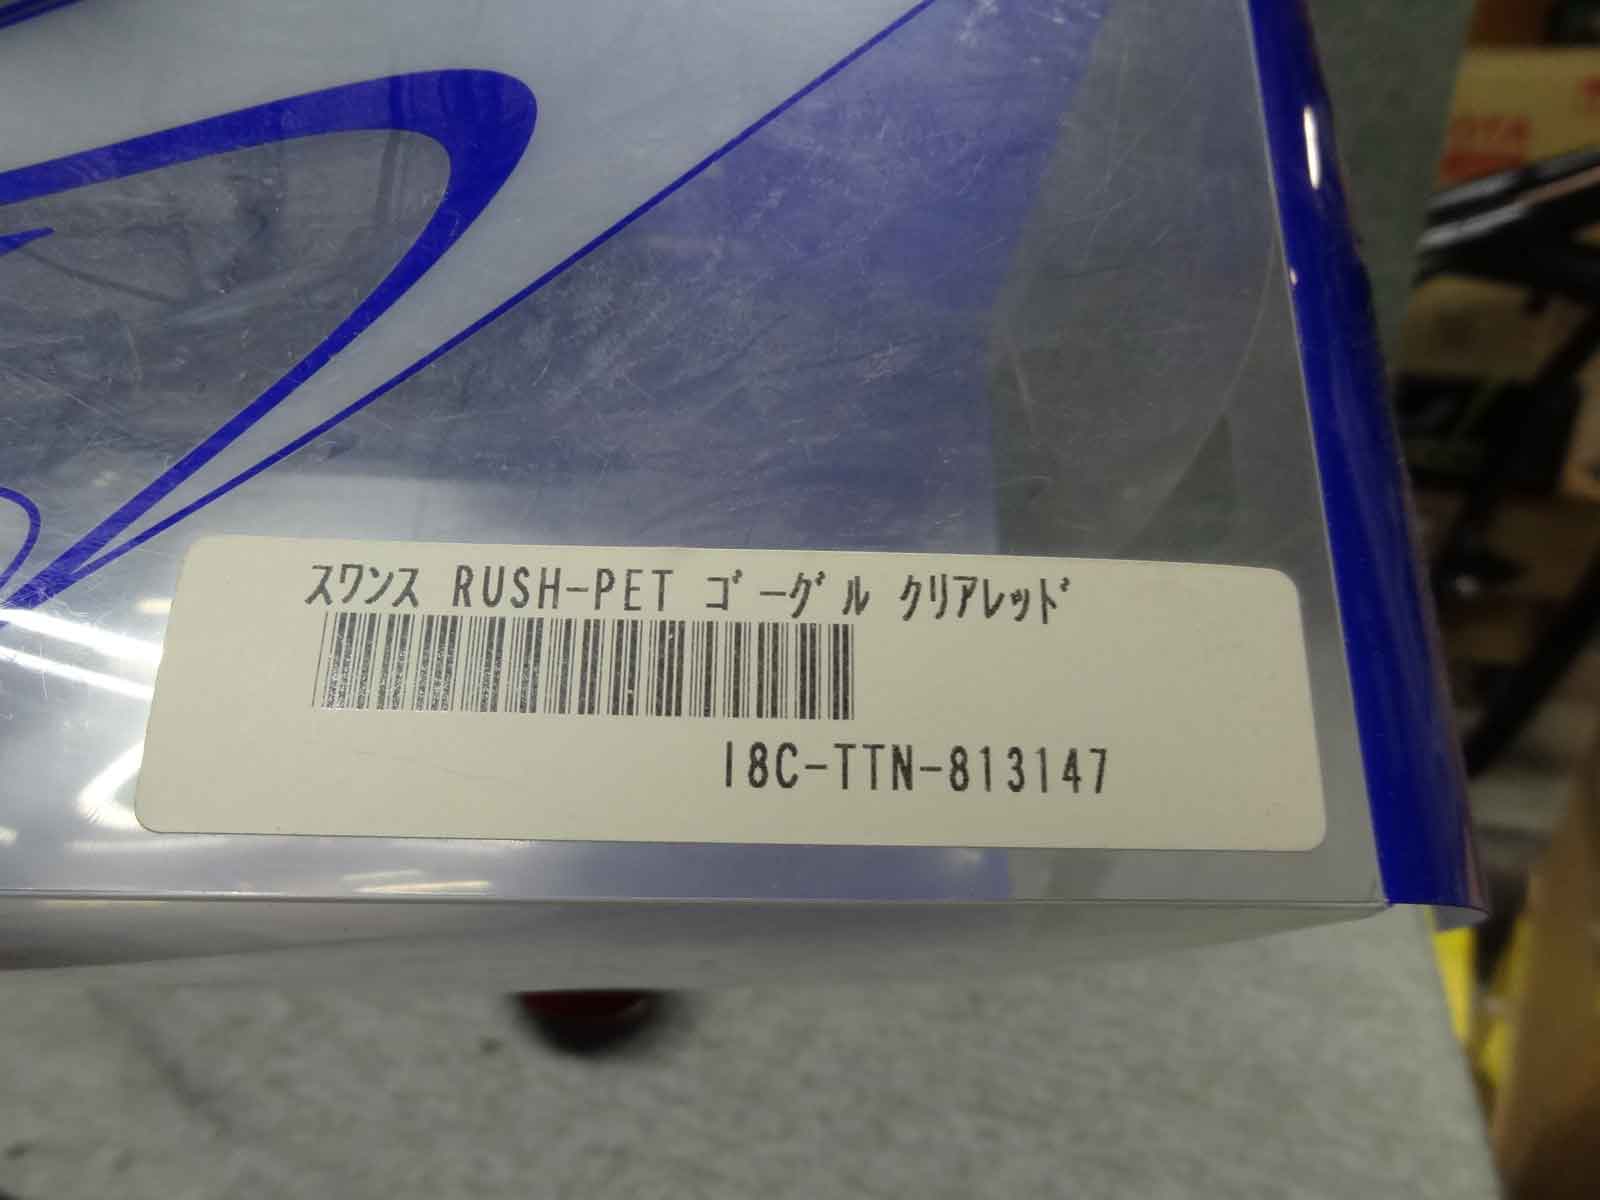 ｽﾜﾝｽ RUSH-PET ｺﾞｰｸﾞﾙ ｸﾘｱﾚｯﾄﾞ
18C-TTN-813147